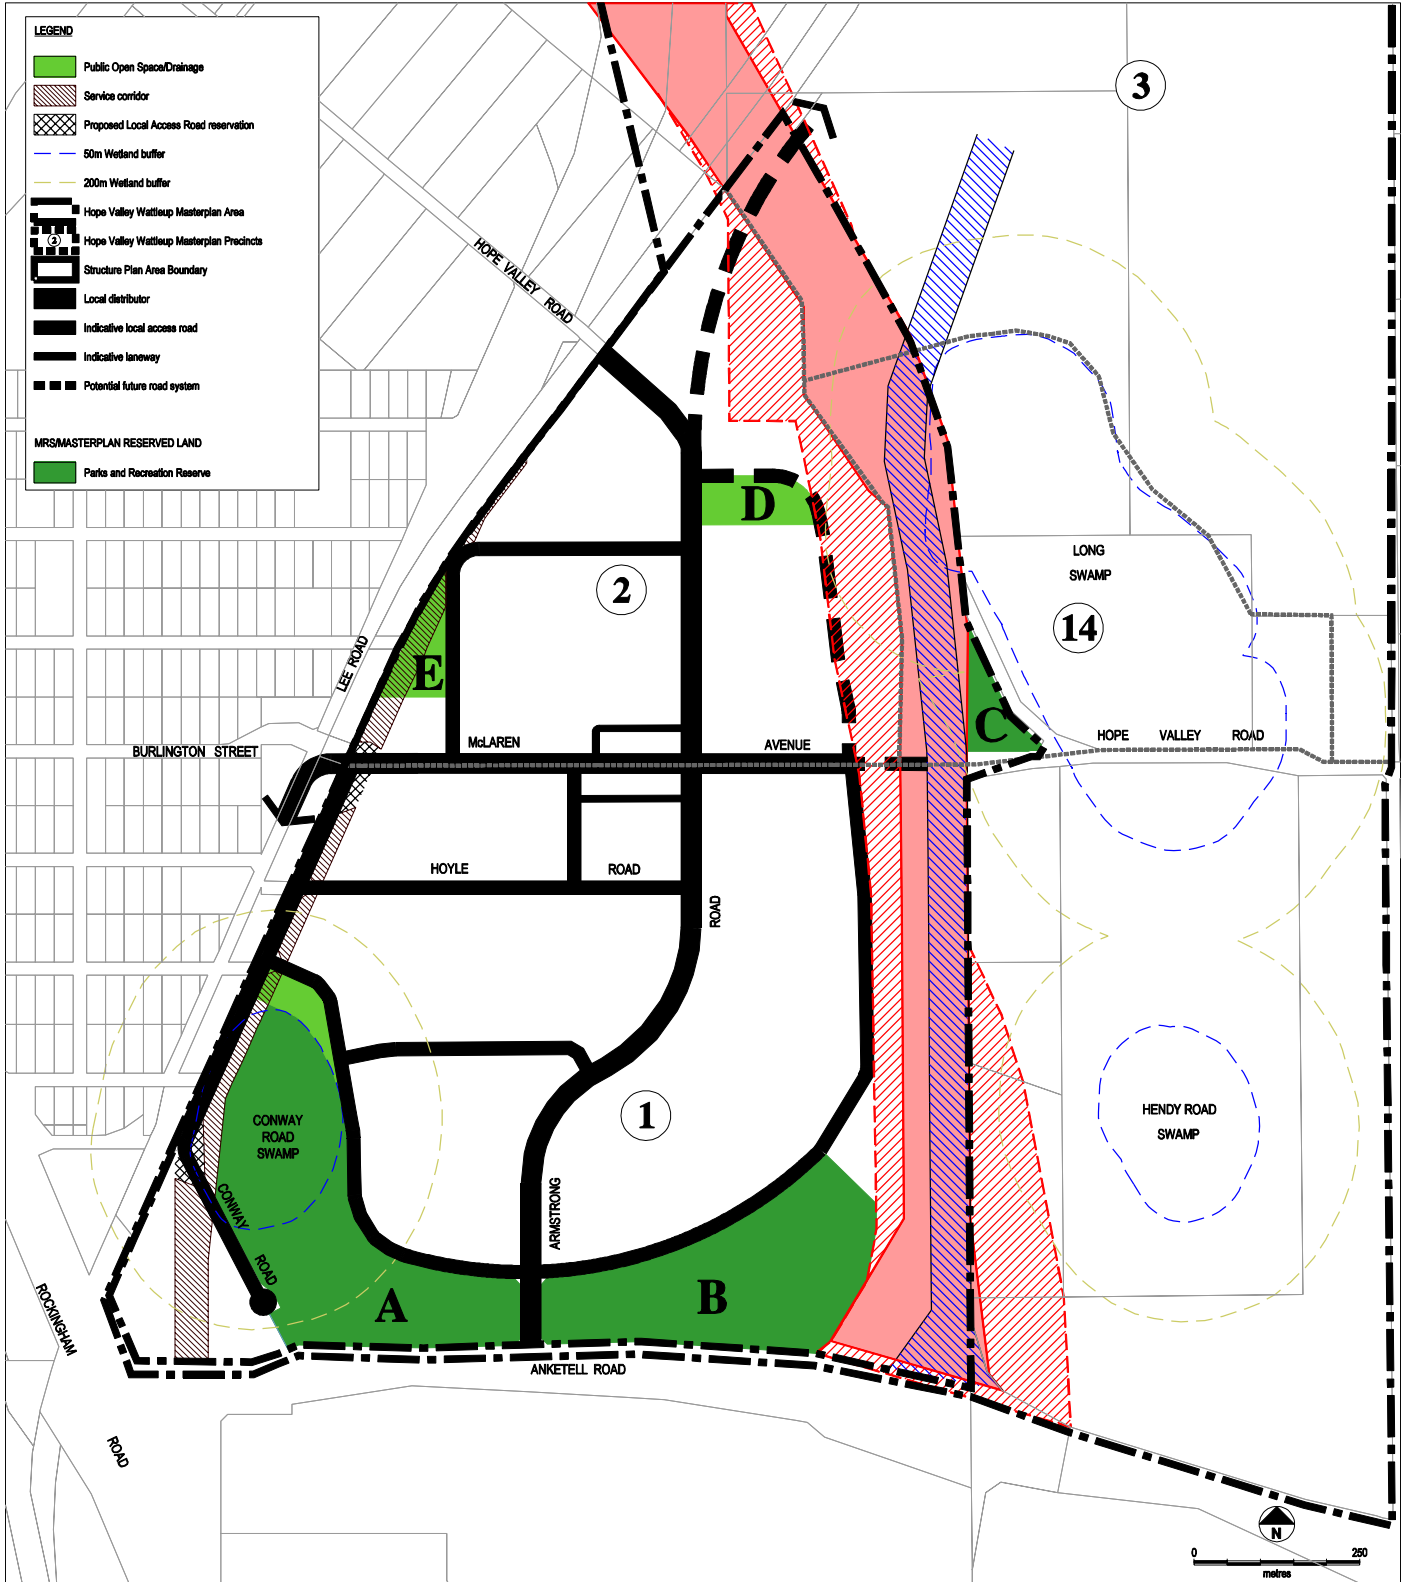 LEGEND
Public Open Space/Drainage
Service corridor
Proposed Local Access Road reservation
50m Wetland buffer
200m Wetland buffer
Hope Valley Wattleup Masterplan Area
2
Hope Valley Wattleup Masterplan Precincts
Structure Plan Area Boundary
Local distributor
Indicative local access road
Indicative laneway
Potential future road system
MRS/MASTERPLAN RESERVED LAND
Parks and Recreation Reserve
3
HOPE VALLEY ROAD
D
LONG
SWAMP
2
14
LEE ROAD
E
C
BURLINGTON STREET
McLAREN
AVENUE
HOPE VALLEY ROAD
HOYLE
ROAD
ROAD
CONWAY
ROAD
SWAMP
1
HENDY ROAD
SWAMP
CONWAY
ROAD
ARMSTRONG
A
B
ROCKINGHAM
ROAD
ANKETELL ROAD
N
0
250
metres